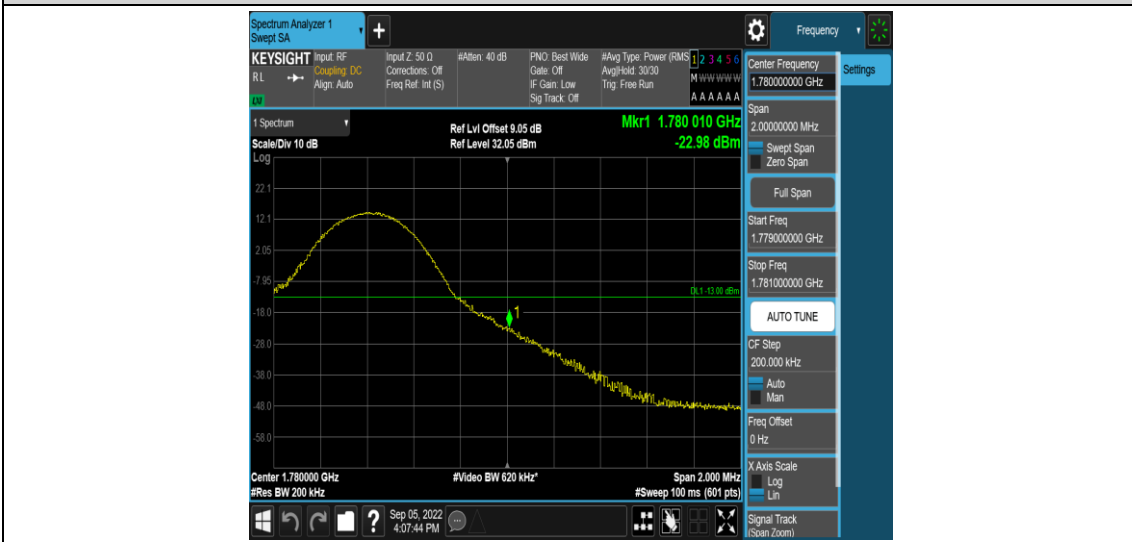 Spectrum Analyzer 1
Swept SA
+
Frequency
KEYSIGHT
RL
LXI
Input: RF
Coupling: DC
Align: Auto
Input Z: 50 Ω
Corrections: Off
Freq Ref: Int (S)
#Atten: 40 dB
PNO: Best Wide
Gate: Off
IF Gain: Low
Sig Track: Off
#Avg Type: Power (RMS
Avg|Hold: 30/30
Trig: Free Run
1 2 3 4 5 6
M W W W W W
A A A A A A
1 Spectrum
Scale/Div 10 dB
Log
Ref Lvl Offset 9.05 dB
Ref Level 32.05 dBm
Mkr1 1.780 010 GHz
-22.98 dBm
22.1
12.1
2.05
-7.95
-18.0
-28.0
-38.0
-48.0
-58.0
DL1 -13.00 dBm
1
Center 1.780000 GHz
#Res BW 200 kHz
#Video BW 620 kHz*
Span 2.000 MHz
#Sweep 100 ms (601 pts)
Center Frequency
1.780000000 GHz
Settings
Span
2.00000000 MHz
Swept Span
Zero Span
Full Span
Start Freq
1.779000000 GHz
Stop Freq
1.781000000 GHz
AUTO TUNE
CF Step
200.000 kHz
Auto
Man
Freq Offset
0 Hz
X Axis Scale
Log
Lin
Signal Track
(Span Zoom)
?
Sep 05, 2022
4:07:44 PM